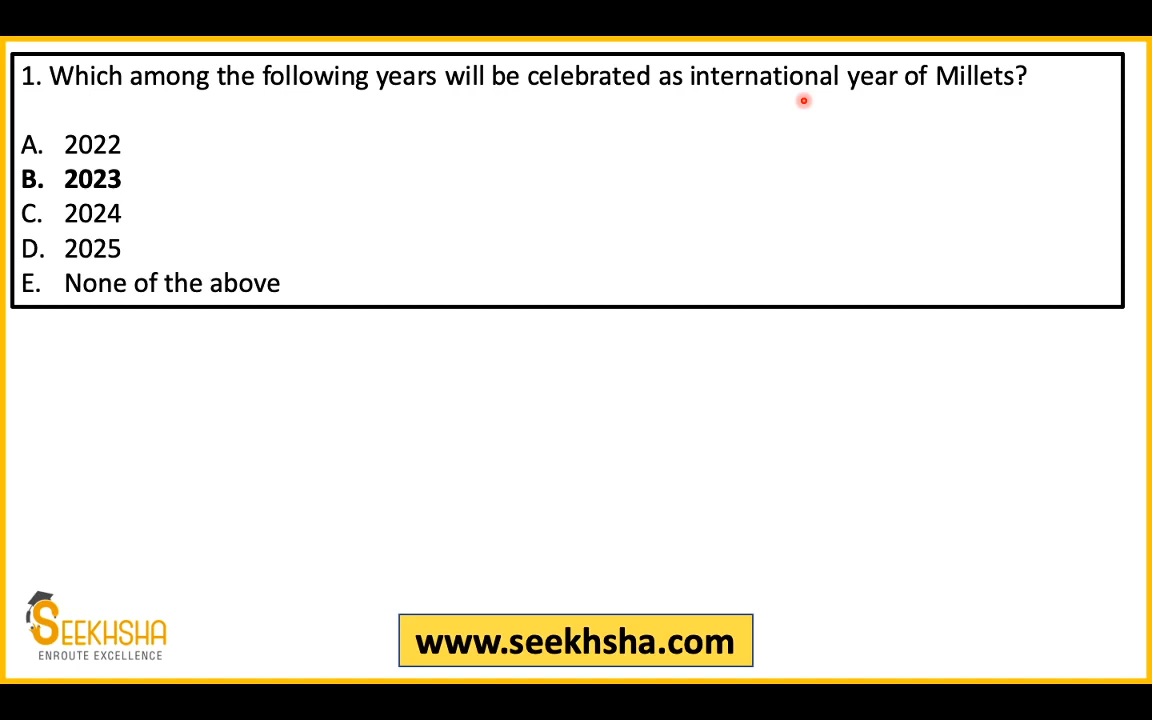 1. Which among the following years will be celebrated as international year of Millets?
A. 2022
B. 2023
C. 2024
D. 2025
E. None of the above
SEEKHSHA
ENROUTE EXCELLENCE
www.seekhsha.com